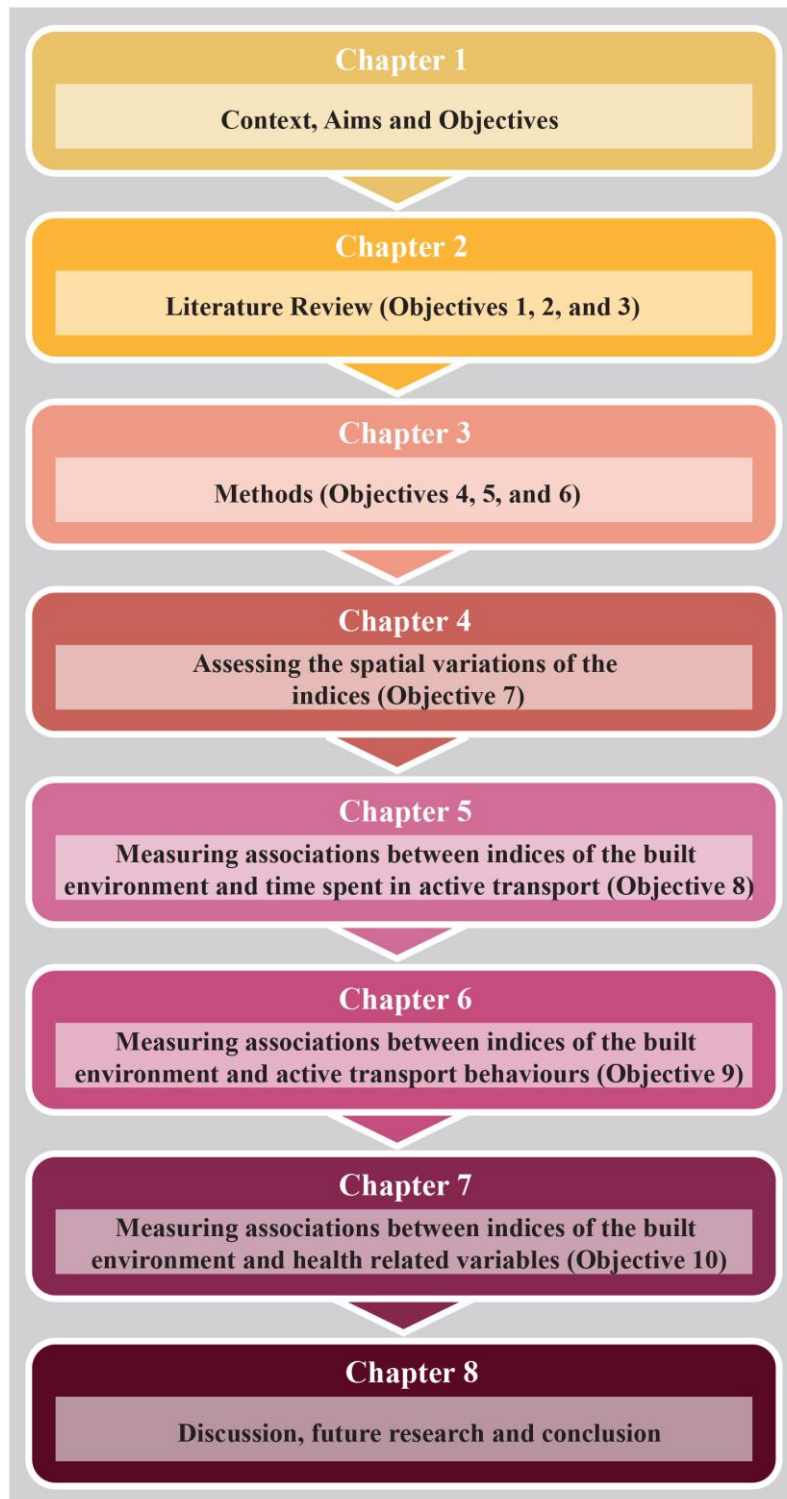 Chapter 1
Context, Aims and Objectives
Chapter 2
Literature Review (Objectives 1, 2, and 3)
Chapter 3
Methods (Objectives 4, 5, and 6)
Chapter 4
Assessing the spatial variations of the
indices (Objective 7)
Chapter 5
Measuring associations between indices of the built
environment and time spent in active transport (Objective 8)
Chapter 6
Measuring associations between indices of the built
environment and active transport behaviours (Objective 9)
Chapter 7
Measuring associations between indices of the built
environment and health related variables (Objective 10)
Chapter 8
Discussion, future research and conclusion